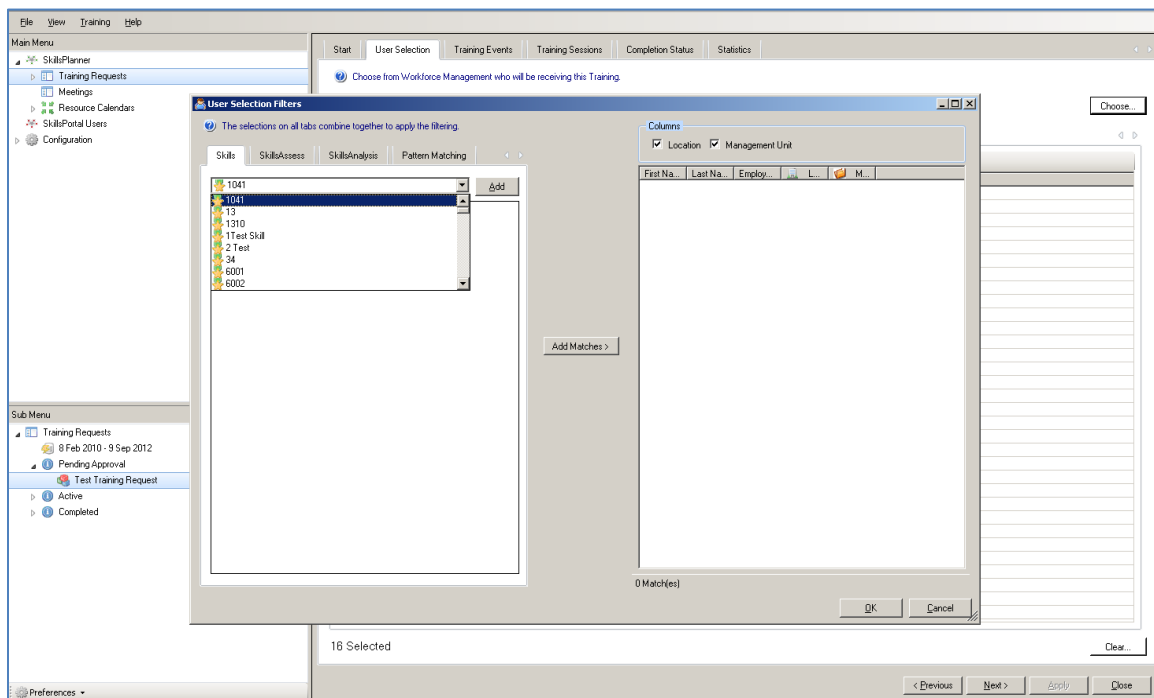 File View Training Help
Main Menu
SkillsPlanner
Training Requests
Meetings
Resource Calendars
SkillsPortal Users
Configuration
Start User Selection Training Events Training Sessions Completion Status Statistics
Choose from Workforce Management who will be receiving this Training.
Choose...
User Selection Filters
The selections on all tabs combine together to apply the filtering.
Skills SkillsAssess SkillsAnalysis Pattern Matching
1041
Add
1041
13
1310
1Test Skill
2 Test
34
6001
6002
Add Matches >
Columns
Location Management Unit
First Na... Last Na... Employ... L... M...
0 Match(es)
OK Cancel
Sub Menu
Training Requests
8 Feb 2010 - 9 Sep 2012
Pending Approval
Test Training Request
Active
Completed
16 Selected
Clear...
Preferences
< Previous Next > Apply Close